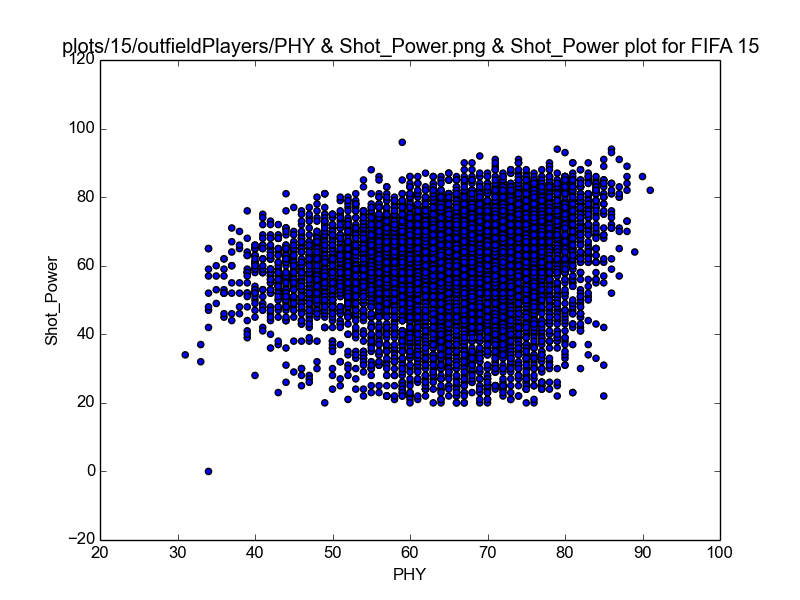 plots/15/outfieldPlayers/PHY & Shot_Power.png & Shot_Power plot for FIFA 15
120
100
80
60
40
20
0
−20
Shot_Power
20 30 40 50 60 70 80 90 100
PHY